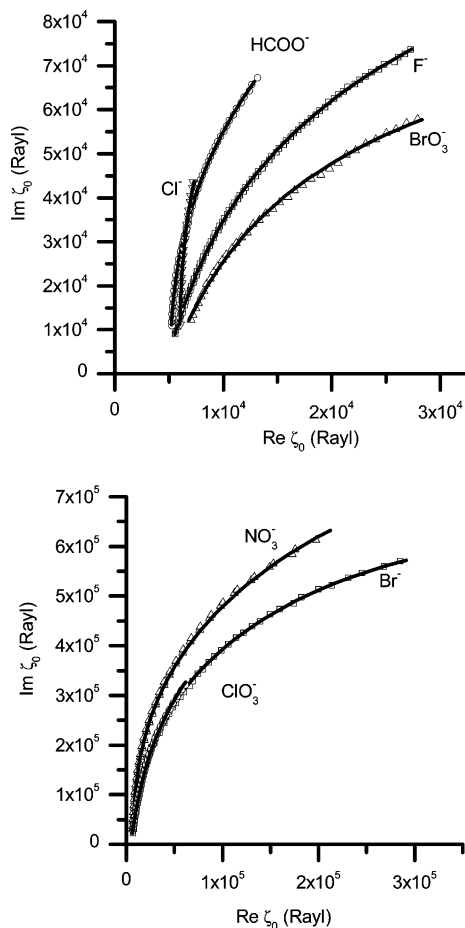 8x10⁴
7x10⁴
6x10⁴
5x10⁴
4x10⁴
3x10⁴
2x10⁴
1x10⁴
0
Im ζ₀ (Rayl)
HCOO⁻
F⁻
BrO₃⁻
Cl⁻
0
1x10⁴
2x10⁴
3x10⁴
Re ζ₀ (Rayl)
7x10⁵
6x10⁵
5x10⁵
4x10⁵
3x10⁵
2x10⁵
1x10⁵
0
Im ζ₀ (Rayl)
NO₃⁻
Br⁻
ClO₃⁻
0
1x10⁵
2x10⁵
3x10⁵
Re ζ₀ (Rayl)